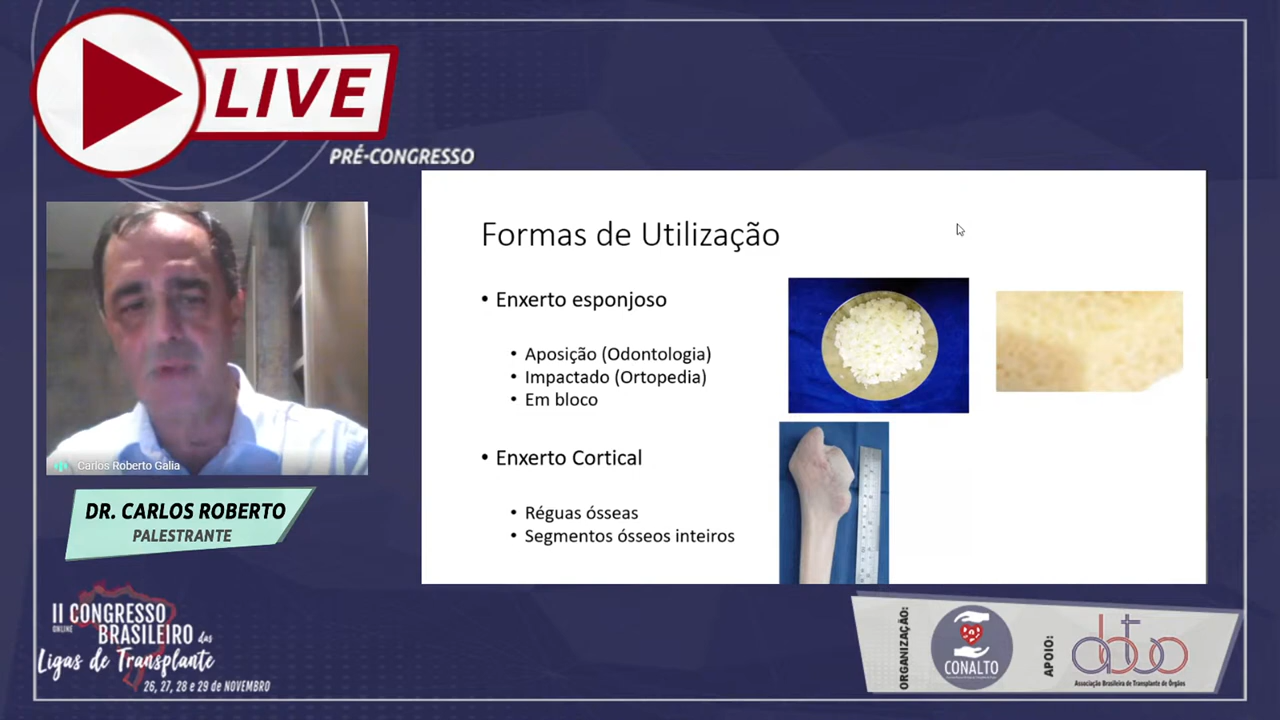 LIVE
PRÉ-CONGRESSO
Formas de Utilização
• Enxerto esponjoso
• Aposição (Odontologia)
• Impactado (Ortopedia)
• Em bloco
• Enxerto Cortical
• Réguas ósseas
• Segmentos ósseos inteiros
Carlos Roberto Galia
DR. CARLOS ROBERTO
PALESTRANTE
II CONGRESSO
ONLINE
BRASILEIRO das
Ligas de Transplante
26, 27, 28 e 29 de NOVEMBRO
ORGANIZAÇÃO:
CONALTO
APOIO:
abto
Associação Brasileira de Transplante de Órgãos